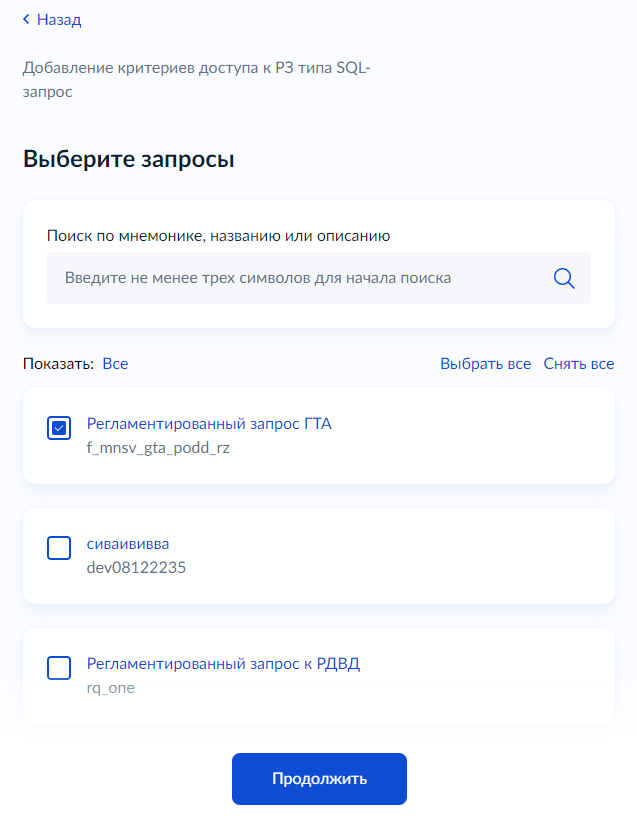 Назад
Добавление критериев доступа к РЗ типа SQL-
запрос
Выберите запросы
Поиск по мнемонике, названию или описанию
Введите не менее трех символов для начала поиска
Показать: Все Выбрать все Снять все
Регламентированный запрос ГТА
f_mnsv_gta_podd_rz
сиваививва
dev08122235
Регламентированный запрос к РДВД
rq_one
Продолжить